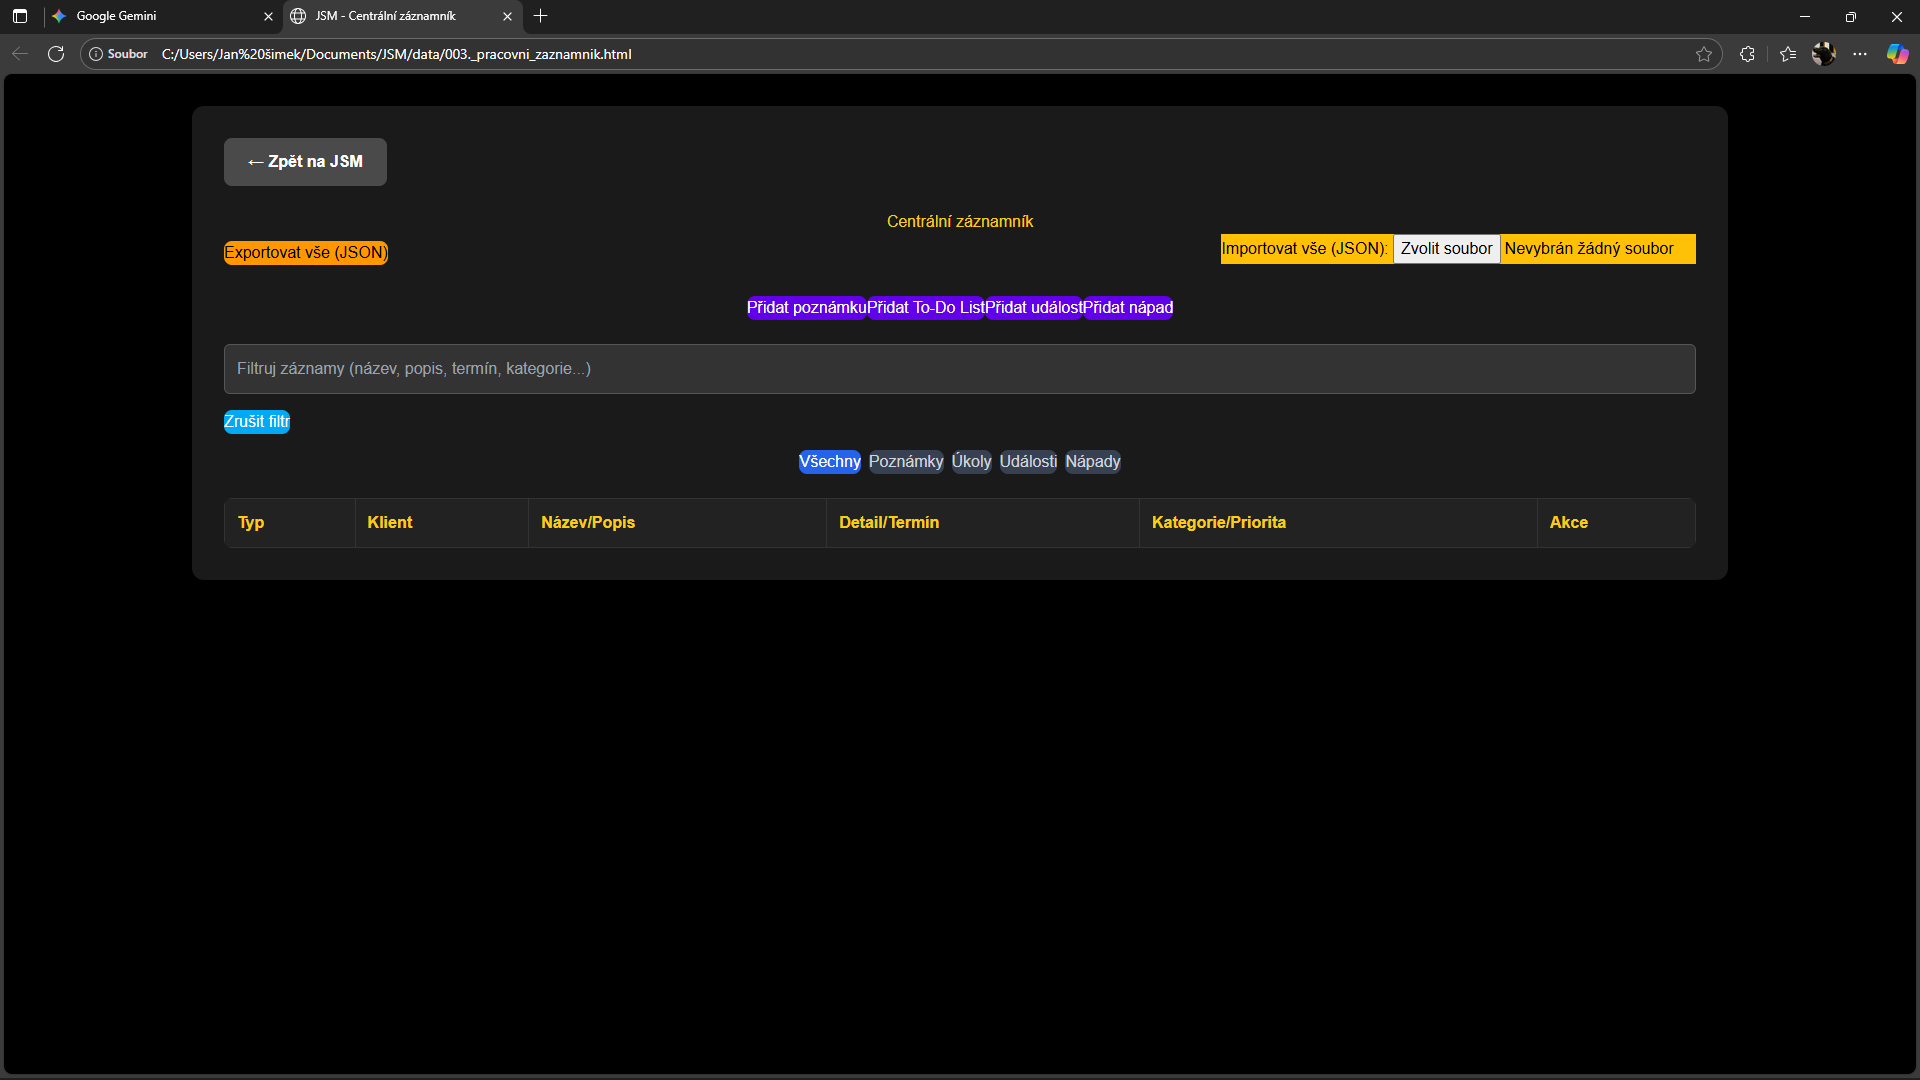 Google Gemini
JSM - Centrální záznamník
Soubor C:/Users/Jan%20šimek/Documents/JSM/data/003._pracovni_zaznamnik.html
← Zpět na JSM
Centrální záznamník
Exportovat vše (JSON)
Importovat vše (JSON): Zvolit soubor Nevybrán žádný soubor
Přidat poznámku Přidat To-Do List Přidat událost Přidat nápad
Filtruj záznamy (název, popis, termín, kategorie...)
Zrušit filtr
Všechny Poznámky Úkoly Události Nápady
Typ Klient Název/Popis Detail/Termín Kategorie/Priorita Akce